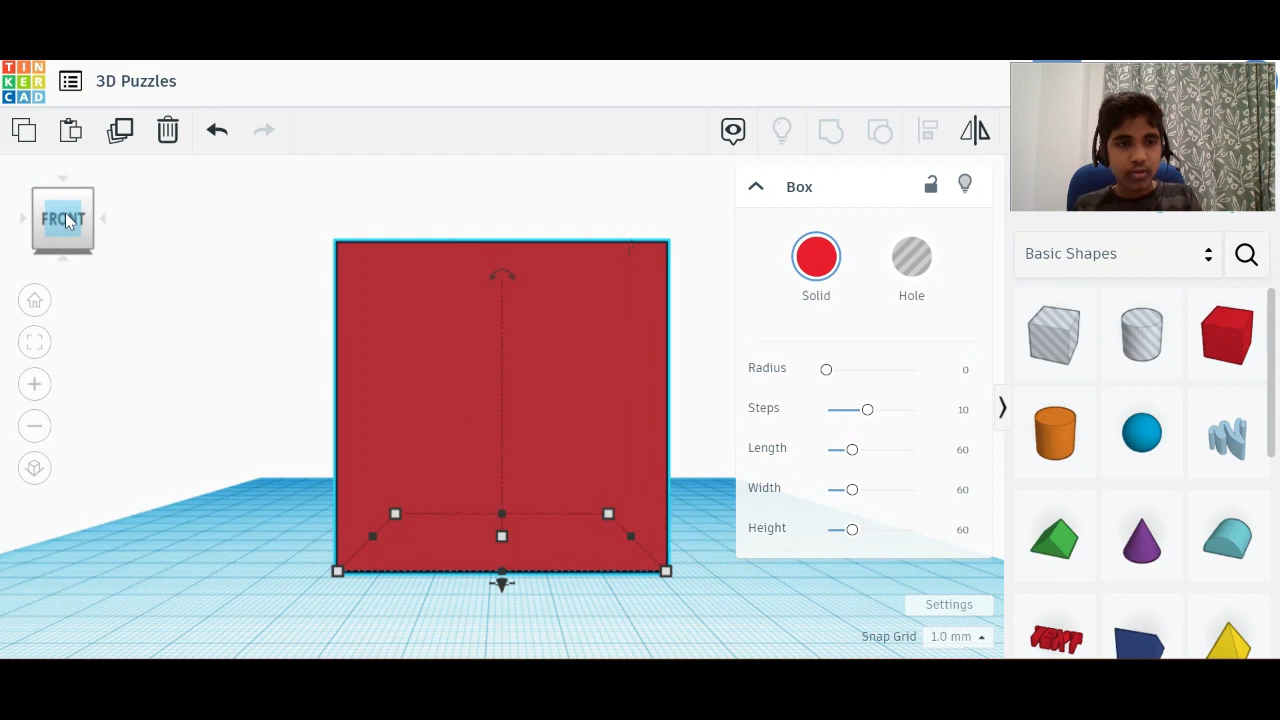 TIN
KER
CAD
3D Puzzles
FRONT
Box
Solid
Hole
Radius 0
Steps 10
Length 60
Width 60
Height 60
Settings
Snap Grid 1.0 mm
Basic Shapes
TEXT